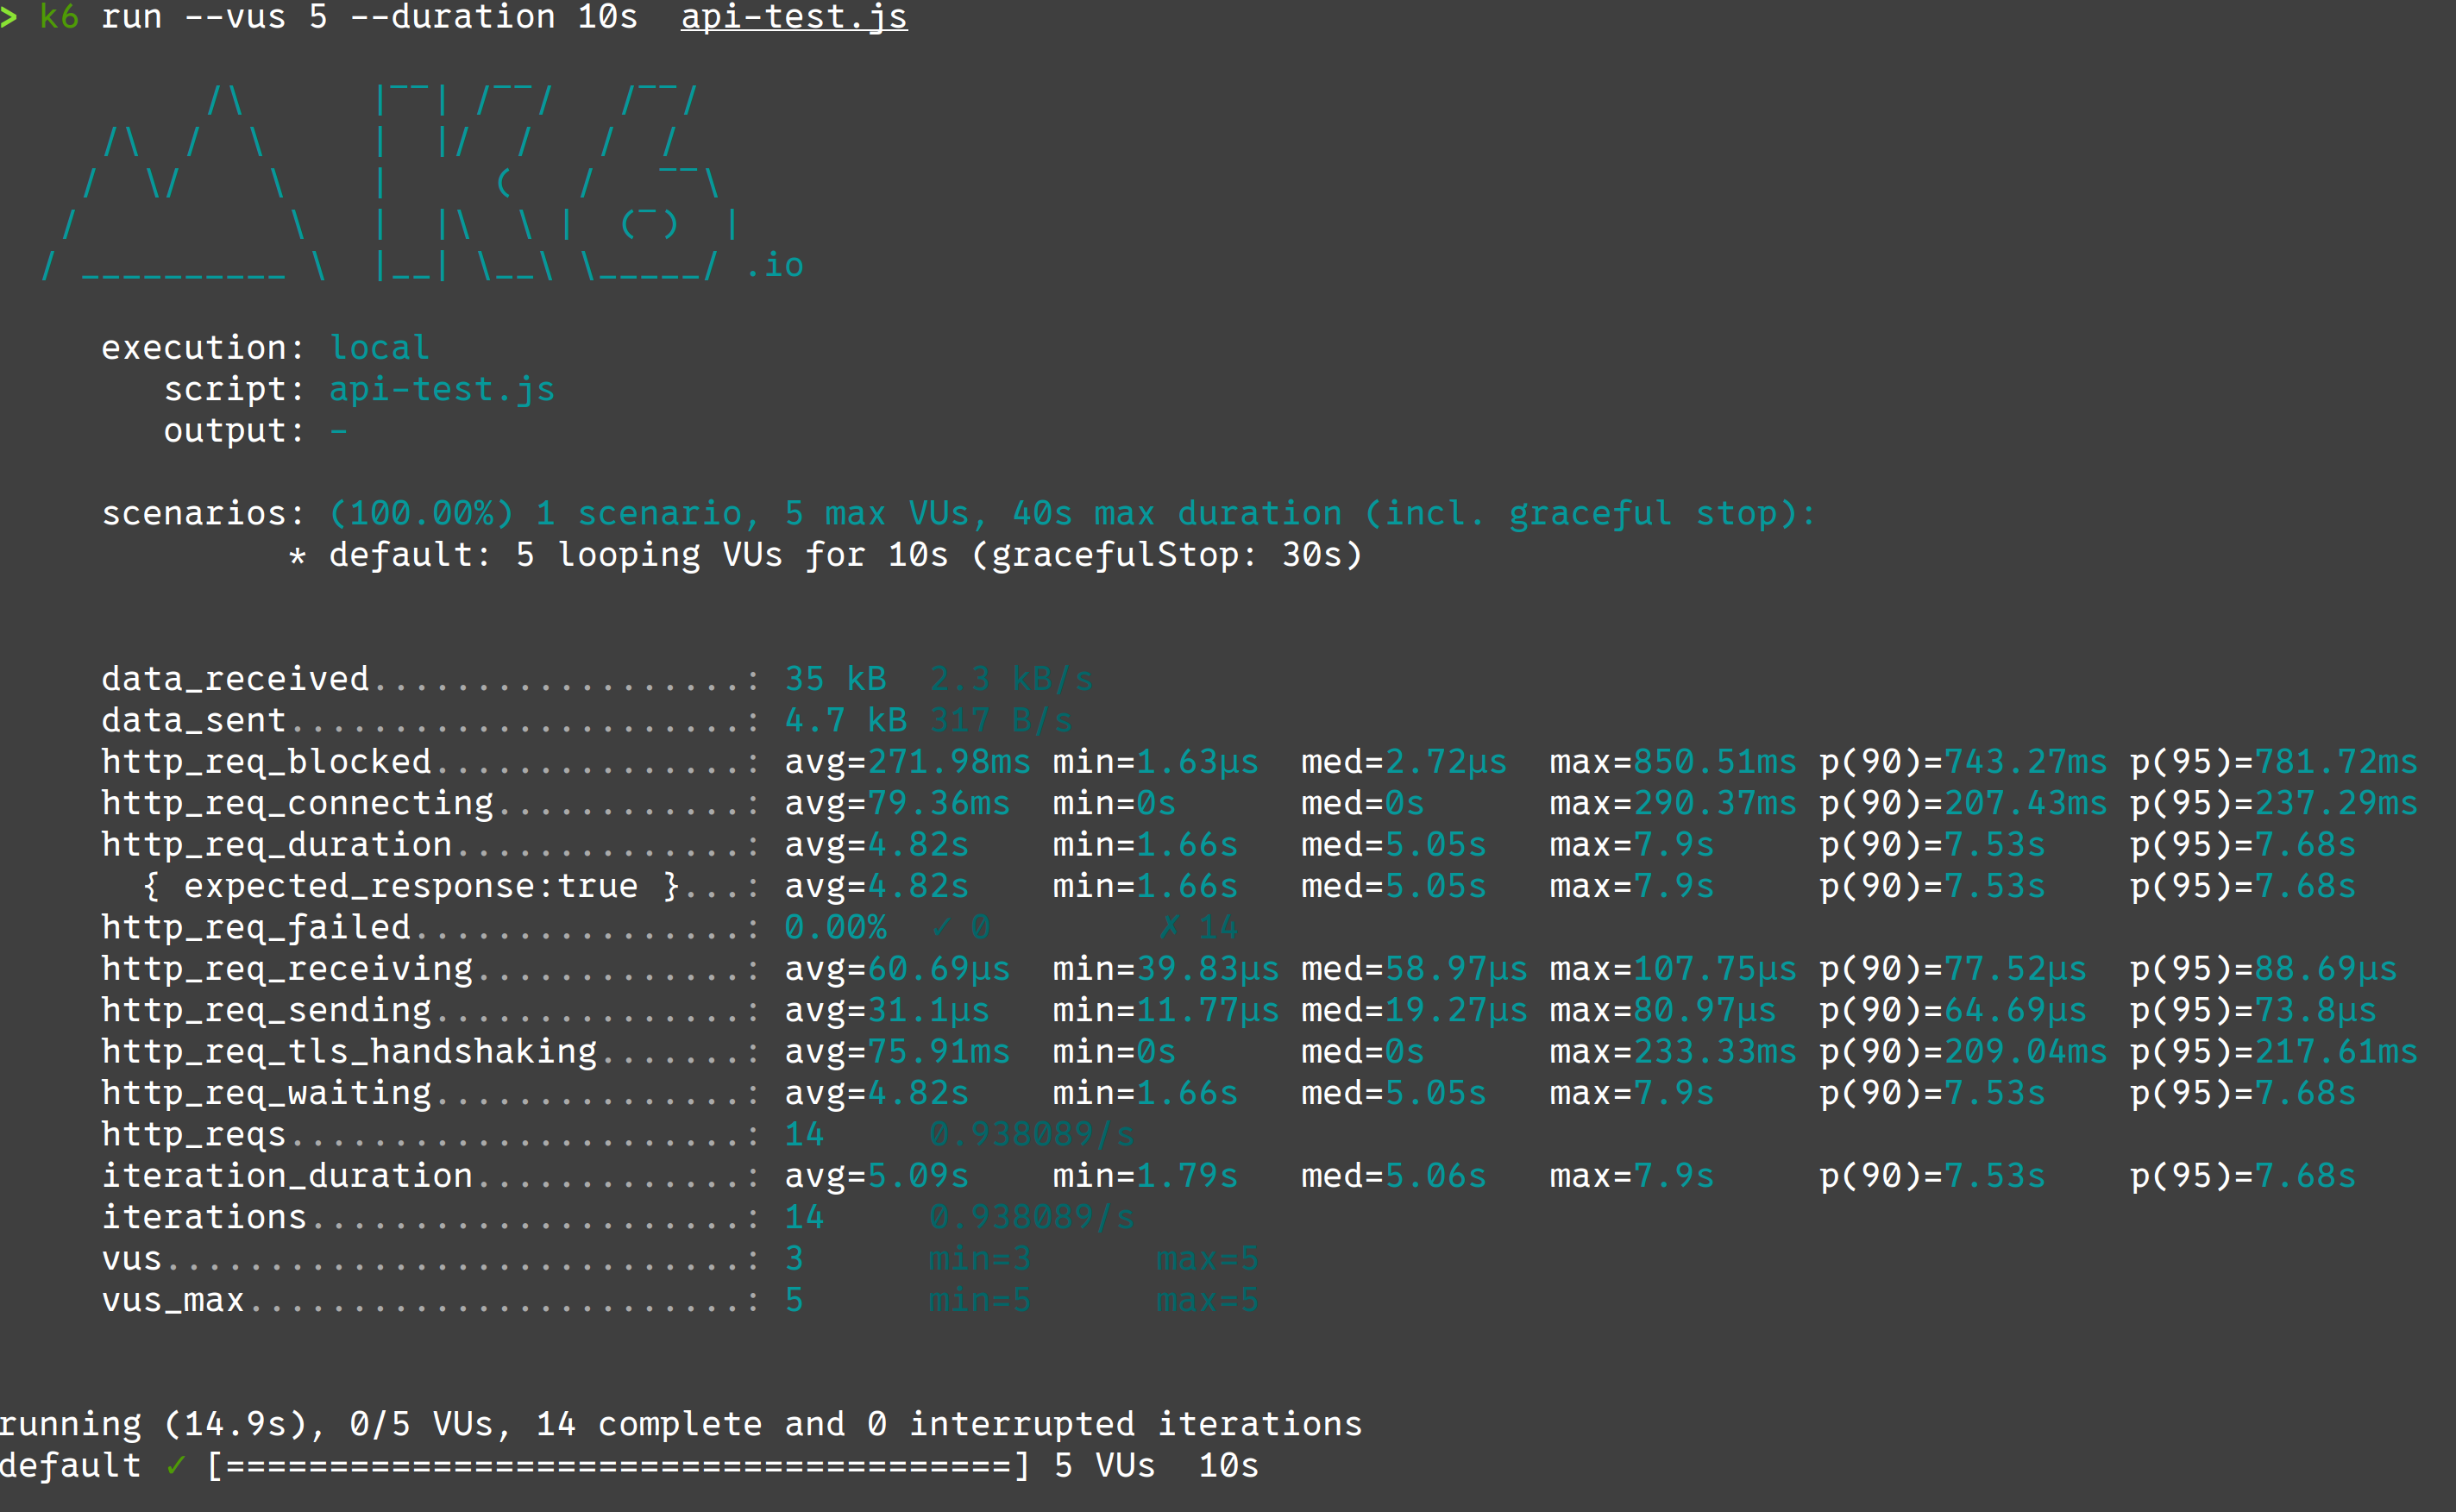 > k6 run --vus 5 --duration 10s  api-test.js

          /\      |‾‾| /‾‾/   /‾‾/
     /\  /  \     |  |/  /   /  /
    /  \/    \    |     (   /   ‾‾\
   /          \   |  |\  \ |  (‾)  |
  / __________ \  |__| \__\ \_____/ .io

     execution: local
        script: api-test.js
        output: -

     scenarios: (100.00%) 1 scenario, 5 max VUs, 40s max duration (incl. graceful stop):
              * default: 5 looping VUs for 10s (gracefulStop: 30s)


     data_received..................: 35 kB  2.3 kB/s
     data_sent......................: 4.7 kB 317 B/s
     http_req_blocked...............: avg=271.98ms min=1.63µs  med=2.72µs  max=850.51ms p(90)=743.27ms p(95)=781.72ms
     http_req_connecting............: avg=79.36ms  min=0s      med=0s      max=290.37ms p(90)=207.43ms p(95)=237.29ms
     http_req_duration..............: avg=4.82s    min=1.66s   med=5.05s   max=7.9s     p(90)=7.53s    p(95)=7.68s
       { expected_response:true }...: avg=4.82s    min=1.66s   med=5.05s   max=7.9s     p(90)=7.53s    p(95)=7.68s
     http_req_failed................: 0.00%  ✓ 0        ✗ 14
     http_req_receiving.............: avg=60.69µs  min=39.83µs med=58.97µs max=107.75µs p(90)=77.52µs  p(95)=88.69µs
     http_req_sending...............: avg=31.1µs   min=11.77µs med=19.27µs max=80.97µs  p(90)=64.69µs  p(95)=73.8µs
     http_req_tls_handshaking.......: avg=75.91ms  min=0s      med=0s      max=233.33ms p(90)=209.04ms p(95)=217.61ms
     http_req_waiting...............: avg=4.82s    min=1.66s   med=5.05s   max=7.9s     p(90)=7.53s    p(95)=7.68s
     http_reqs......................: 14     0.938089/s
     iteration_duration.............: avg=5.09s    min=1.79s   med=5.06s   max=7.9s     p(90)=7.53s    p(95)=7.68s
     iterations.....................: 14     0.938089/s
     vus............................: 3      min=3      max=5
     vus_max........................: 5      min=5      max=5


running (14.9s), 0/5 VUs, 14 complete and 0 interrupted iterations
default ✓ [======================================] 5 VUs  10s